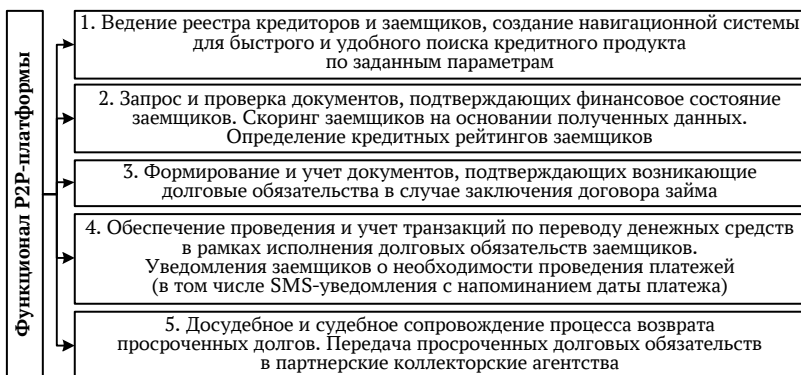 Функционал P2P-платформы
1. Ведение реестра кредиторов и заемщиков, создание навигационной системы
для быстрого и удобного поиска кредитного продукта
по заданным параметрам
2. Запрос и проверка документов, подтверждающих финансовое состояние
заемщиков. Скоринг заемщиков на основании полученных данных.
Определение кредитных рейтингов заемщиков
3. Формирование и учет документов, подтверждающих возникающие
долговые обязательства в случае заключения договора займа
4. Обеспечение проведения и учет транзакций по переводу денежных средств
в рамках исполнения долговых обязательств заемщиков.
Уведомления заемщиков о необходимости проведения платежей
(в том числе SMS-уведомления с напоминанием даты платежа)
5. Досудебное и судебное сопровождение процесса возврата
просроченных долгов. Передача просроченных долговых обязательств
в партнерские коллекторские агентства